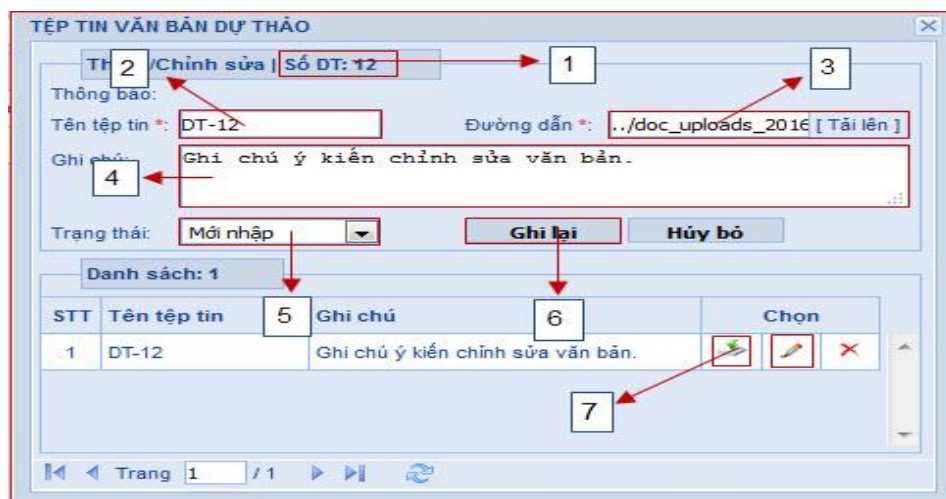 TỆP TIN VĂN BẢN DỰ THẢO
Th 2 /Chỉnh sửa | Số DT: 12 1 3
Thông báo:
Tên tệp tin *: DT-12 Đường dẫn *: ../doc_uploads_2016 [ Tải lên ]
Ghi chú: Ghi chú ý kiến chỉnh sửa văn bản.
4
Trạng thái: Mới nhập Ghi lại Hủy bỏ
Danh sách: 1
STT Tên tệp tin 5 Ghi chú 6 Chọn
1 DT-12 Ghi chú ý kiến chỉnh sửa văn bản.
7
Trang 1 / 1